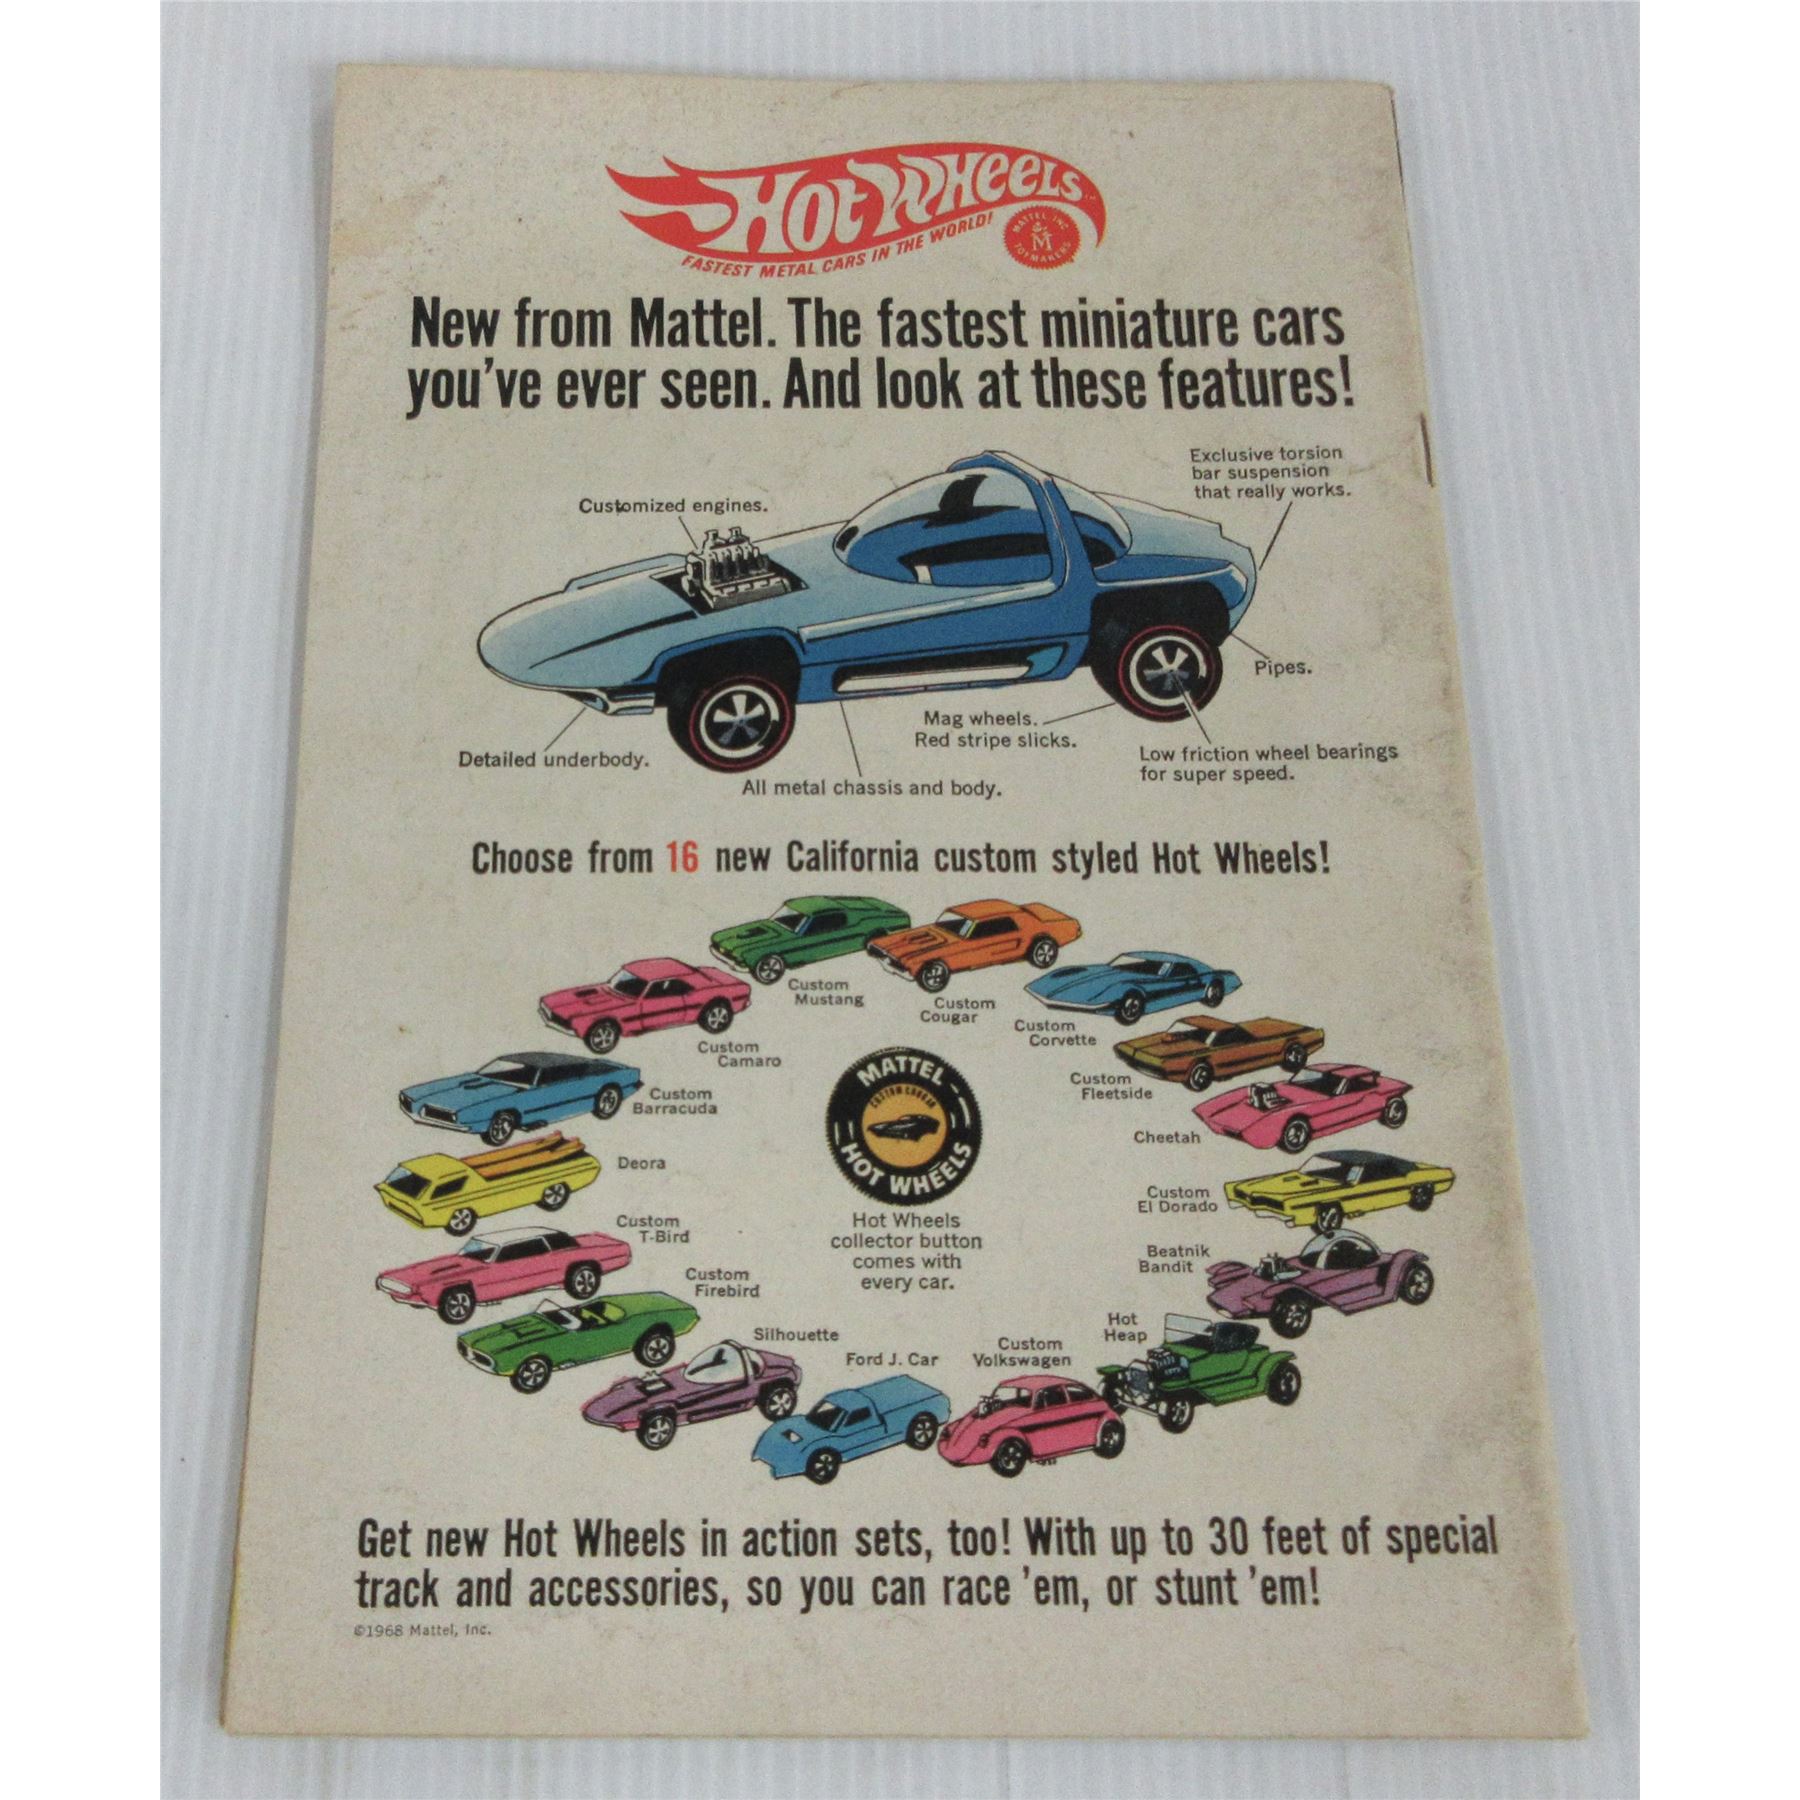 Hot Wheels
FASTEST METAL CARS IN THE WORLD!
MATTEL, INC.
M
TOYMAKERS
New from Mattel. The fastest miniature cars
you've ever seen. And look at these features!
Exclusive torsion
bar suspension
that really works.
Customized engines.
Pipes.
Mag wheels.
Red stripe slicks.
Detailed underbody.
Low friction wheel bearings
for super speed.
All metal chassis and body.
Choose from 16 new California custom styled Hot Wheels!
Custom
Mustang
Custom
Cougar
Custom
Corvette
Custom
Camaro
Custom
Fleetside
Custom
Barracuda
Cheetah
Deora
Custom
El Dorado
Custom
T-Bird
Beatnik
Bandit
Custom
Firebird
Hot
Heap
Silhouette
Ford J. Car
Custom
Volkswagen
MATTEL
CUSTOM COUGAR
HOT WHEELS
Hot Wheels
collector button
comes with
every car.
Get new Hot Wheels in action sets, too! With up to 30 feet of special
track and accessories, so you can race 'em, or stunt 'em!
©1968 Mattel, Inc.